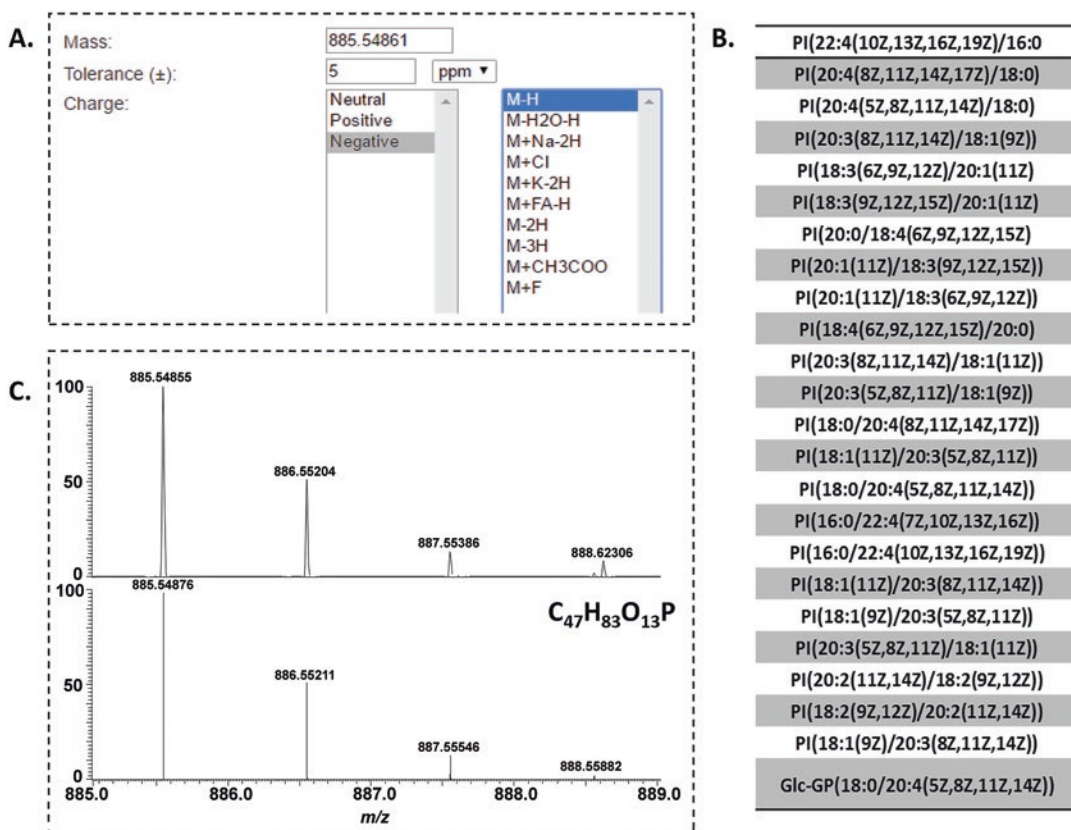 A.
Mass:
885.54861
Tolerance (±):
5
ppm ▼
Charge:
Neutral
Positive
Negative
M-H
M-H2O-H
M+Na-2H
M+Cl
M+K-2H
M+FA-H
M-2H
M-3H
M+CH3COO
M+F
B.
PI(22:4(10Z,13Z,16Z,19Z)/16:0
PI(20:4(8Z,11Z,14Z,17Z)/18:0)
PI(20:4(5Z,8Z,11Z,14Z)/18:0)
PI(20:3(8Z,11Z,14Z)/18:1(9Z))
PI(18:3(6Z,9Z,12Z)/20:1(11Z)
PI(18:3(9Z,12Z,15Z)/20:1(11Z)
PI(20:0/18:4(6Z,9Z,12Z,15Z)
PI(20:1(11Z)/18:3(9Z,12Z,15Z))
PI(20:1(11Z)/18:3(6Z,9Z,12Z))
PI(18:4(6Z,9Z,12Z,15Z)/20:0)
PI(20:3(8Z,11Z,14Z)/18:1(11Z))
PI(20:3(5Z,8Z,11Z)/18:1(9Z))
PI(18:0/20:4(8Z,11Z,14Z,17Z))
PI(18:1(11Z)/20:3(5Z,8Z,11Z))
PI(18:0/20:4(5Z,8Z,11Z,14Z))
PI(16:0/22:4(7Z,10Z,13Z,16Z))
PI(16:0/22:4(10Z,13Z,16Z,19Z))
PI(18:1(11Z)/20:3(8Z,11Z,14Z))
PI(18:1(9Z)/20:3(5Z,8Z,11Z))
PI(20:3(5Z,8Z,11Z)/18:1(11Z))
PI(20:2(11Z,14Z)/18:2(9Z,12Z))
PI(18:2(9Z,12Z)/20:2(11Z,14Z))
PI(18:1(9Z)/20:3(8Z,11Z,14Z))
Glc-GP(18:0/20:4(5Z,8Z,11Z,14Z))
C.
100
50
0
885.54855
886.55204
887.55386
888.62306
100
50
0
885.54876
886.55211
887.55546
888.55882
C47H83O13P
885.0
886.0
887.0
888.0
889.0
m/z